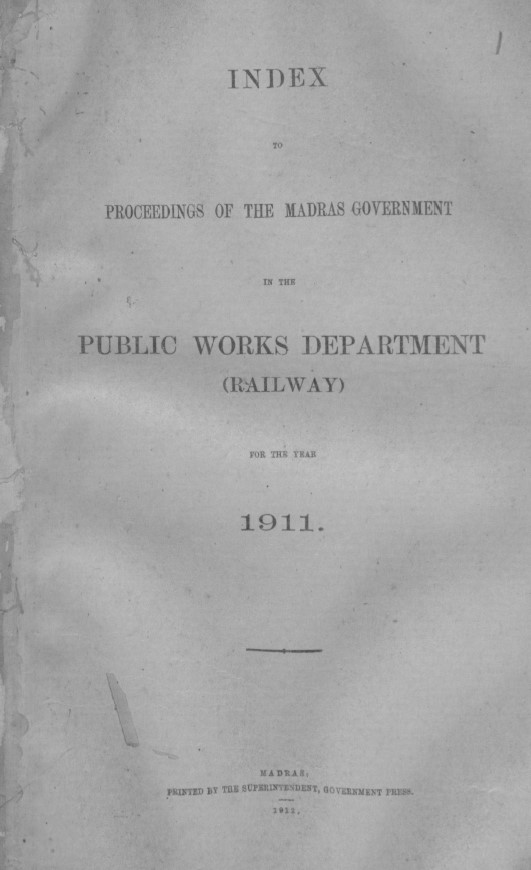 INDEX
TO
PROCEEDINGS OF THE MADRAS GOVERNMENT
IN THE
PUBLIC WORKS DEPARTMENT
(RAILWAY)
FOR THE YEAR
1911.
MADRAS:
PRINTED BY THE SUPERINTENDENT, GOVERNMENT PRESS.